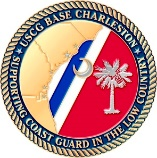 USCG BASE CHARLESTON
SUPPORTING COAST GUARD IN THE LOW COUNTRY